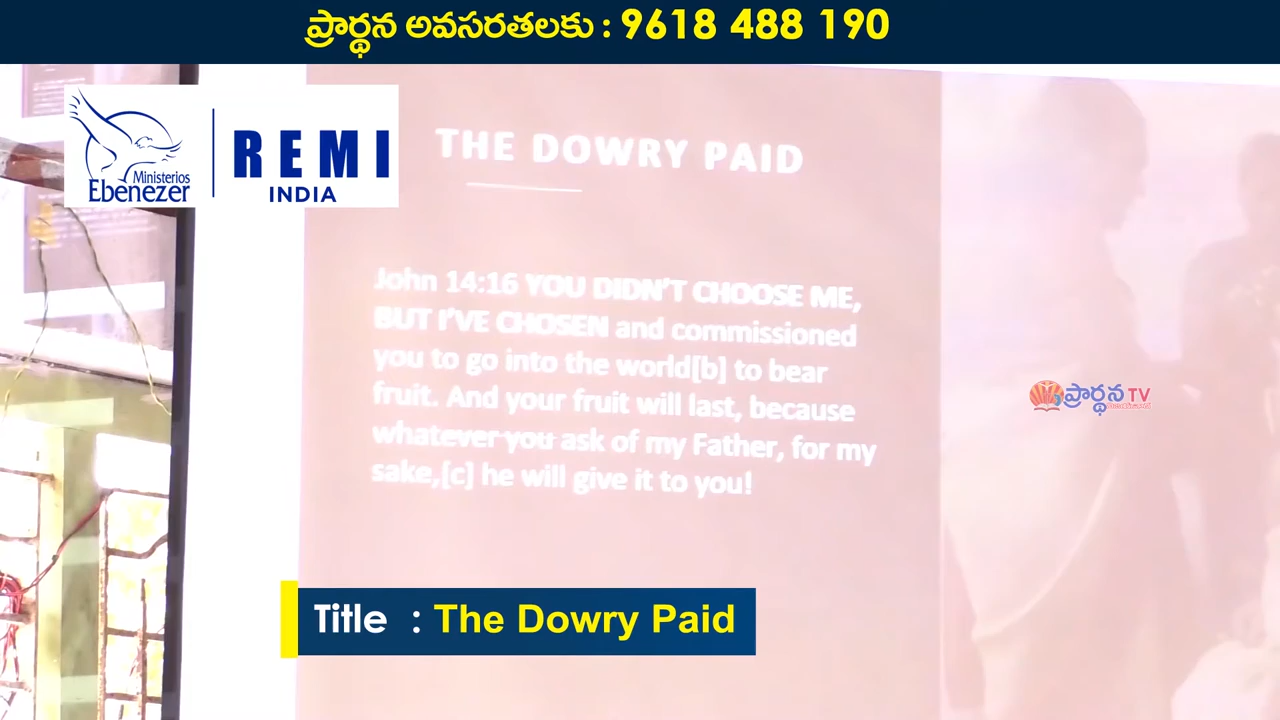 ప్రార్థన అవసరతలకు : 9618 488 190
Ministerios
Ebenezer
REMI
INDIA
THE DOWRY PAID
John 14:16 YOU DIDN'T CHOOSE ME,
BUT I'VE CHOSEN and commissioned
you to go into the world[b] to bear
fruit. And your fruit will last, because
whatever you ask of my Father, for my
sake,[c] he will give it to you!
ప్రార్థన TV
Title : The Dowry Paid